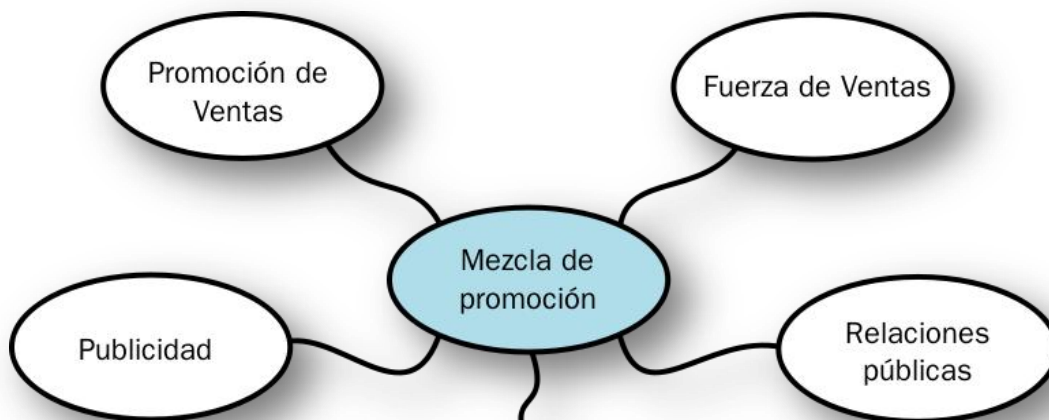 Promoción de
Ventas
Fuerza de Ventas
Mezcla de
promoción
Publicidad
Relaciones
públicas